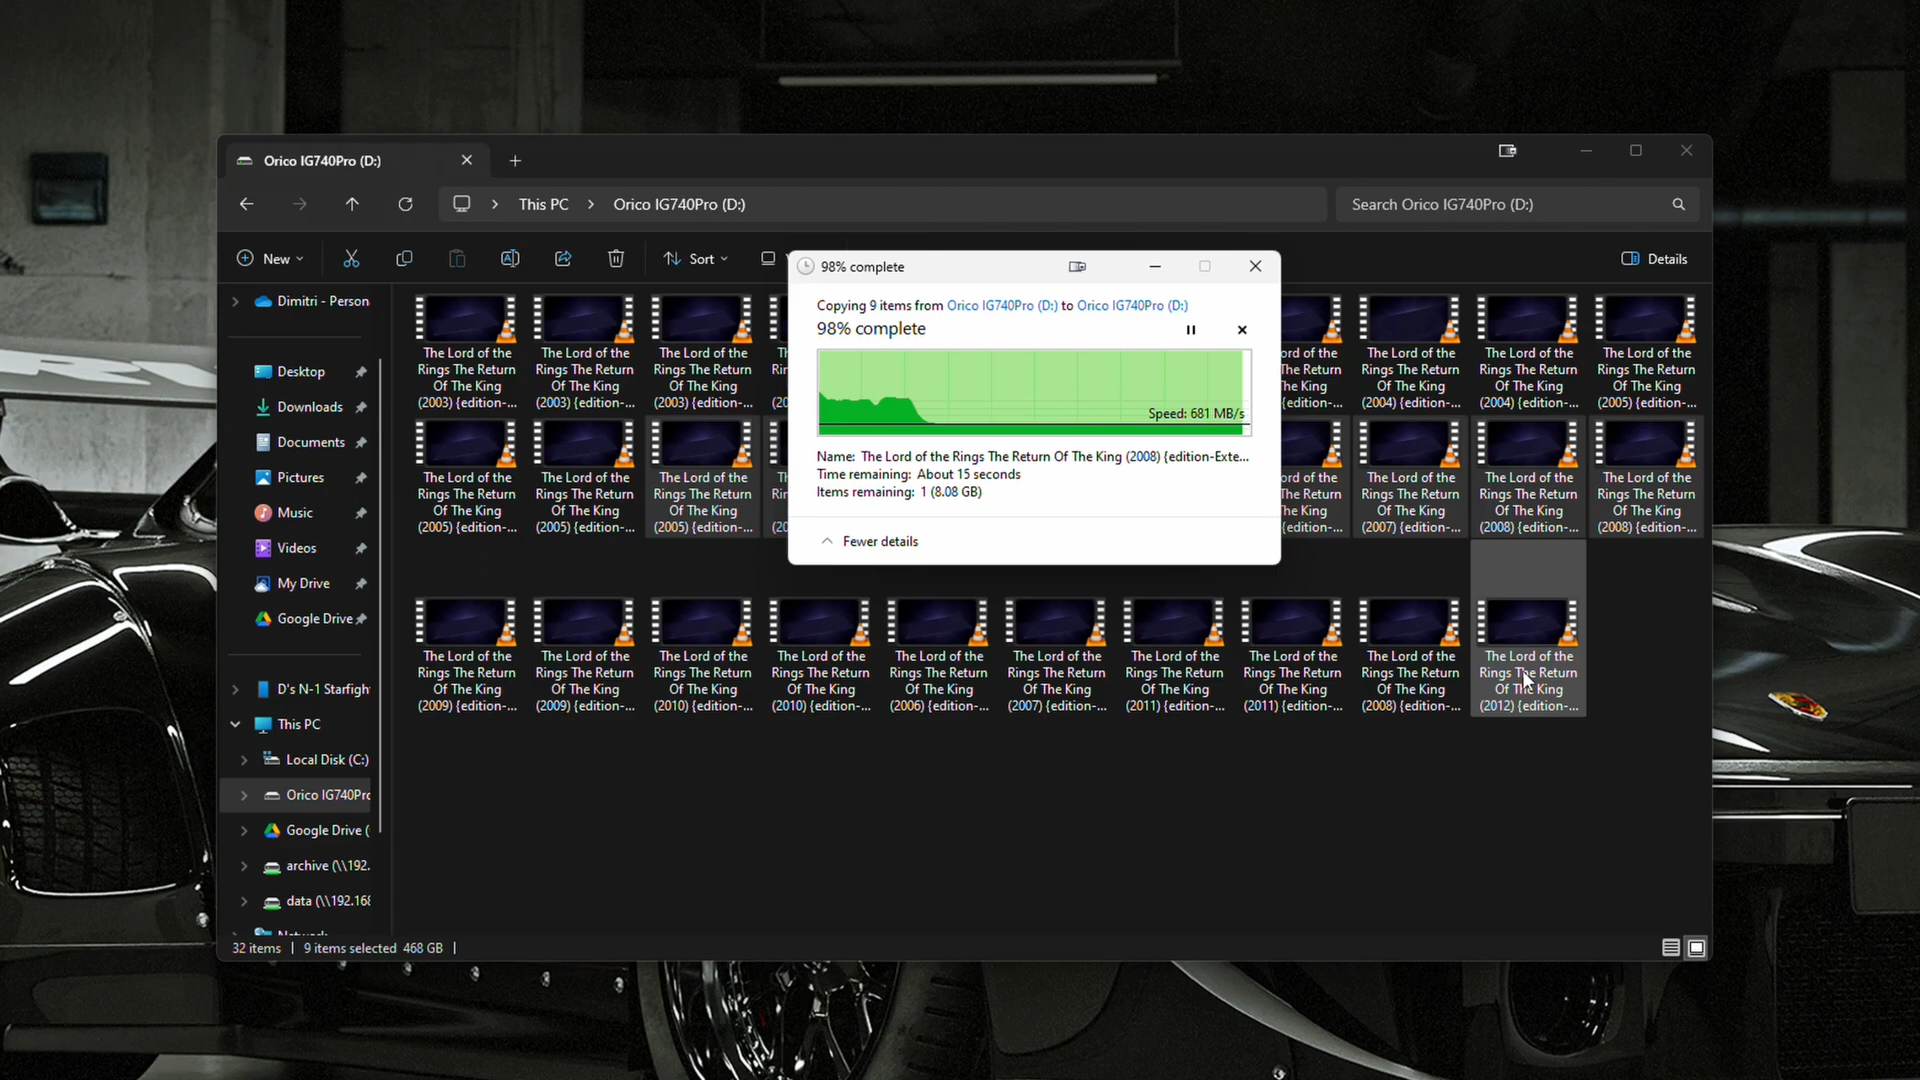 Orico IG740Pro (D:)
This PC > Orico IG740Pro (D:)
Search Orico IG740Pro (D:)
New
Sort
Details
98% complete
Copying 9 items from Orico IG740Pro (D:) to Orico IG740Pro (D:)
98% complete
Speed: 681 MB/s
Name: The Lord of the Rings The Return Of The King (2008) {edition-Exte...
Time remaining: About 15 seconds
Items remaining: 1 (8.08 GB)
Fewer details
Dimitri - Person
Desktop
Downloads
Documents
Pictures
Music
Videos
My Drive
Google Drive
D's N-1 Starfigh
This PC
Local Disk (C:)
Orico IG740Pro
Google Drive (
archive (\\192.
data (\\192.168
Network
The Lord of the
Rings The Return
Of The King
(2003) {edition-...
The Lord of the
Rings The Return
Of The King
(2003) {edition-...
The Lord of the
Rings The Return
Of The King
(2003) {edition-...
The Lord of the
Rings The Return
Of The King
(2004) {edition-...
The Lord of the
Rings The Return
Of The King
(2004) {edition-...
The Lord of the
Rings The Return
Of The King
(2005) {edition-...
The Lord of the
Rings The Return
Of The King
(2005) {edition-...
The Lord of the
Rings The Return
Of The King
(2005) {edition-...
The Lord of the
Rings The Return
Of The King
(2005) {edition-...
The Lord of the
Rings The Return
Of The King
(2007) {edition-...
The Lord of the
Rings The Return
Of The King
(2008) {edition-...
The Lord of the
Rings The Return
Of The King
(2008) {edition-...
The Lord of the
Rings The Return
Of The King
(2009) {edition-...
The Lord of the
Rings The Return
Of The King
(2009) {edition-...
The Lord of the
Rings The Return
Of The King
(2010) {edition-...
The Lord of the
Rings The Return
Of The King
(2010) {edition-...
The Lord of the
Rings The Return
Of The King
(2006) {edition-...
The Lord of the
Rings The Return
Of The King
(2007) {edition-...
The Lord of the
Rings The Return
Of The King
(2011) {edition-...
The Lord of the
Rings The Return
Of The King
(2011) {edition-...
The Lord of the
Rings The Return
Of The King
(2008) {edition-...
The Lord of the
Rings The Return
Of The King
(2012) {edition-...
32 items | 9 items selected 468 GB |